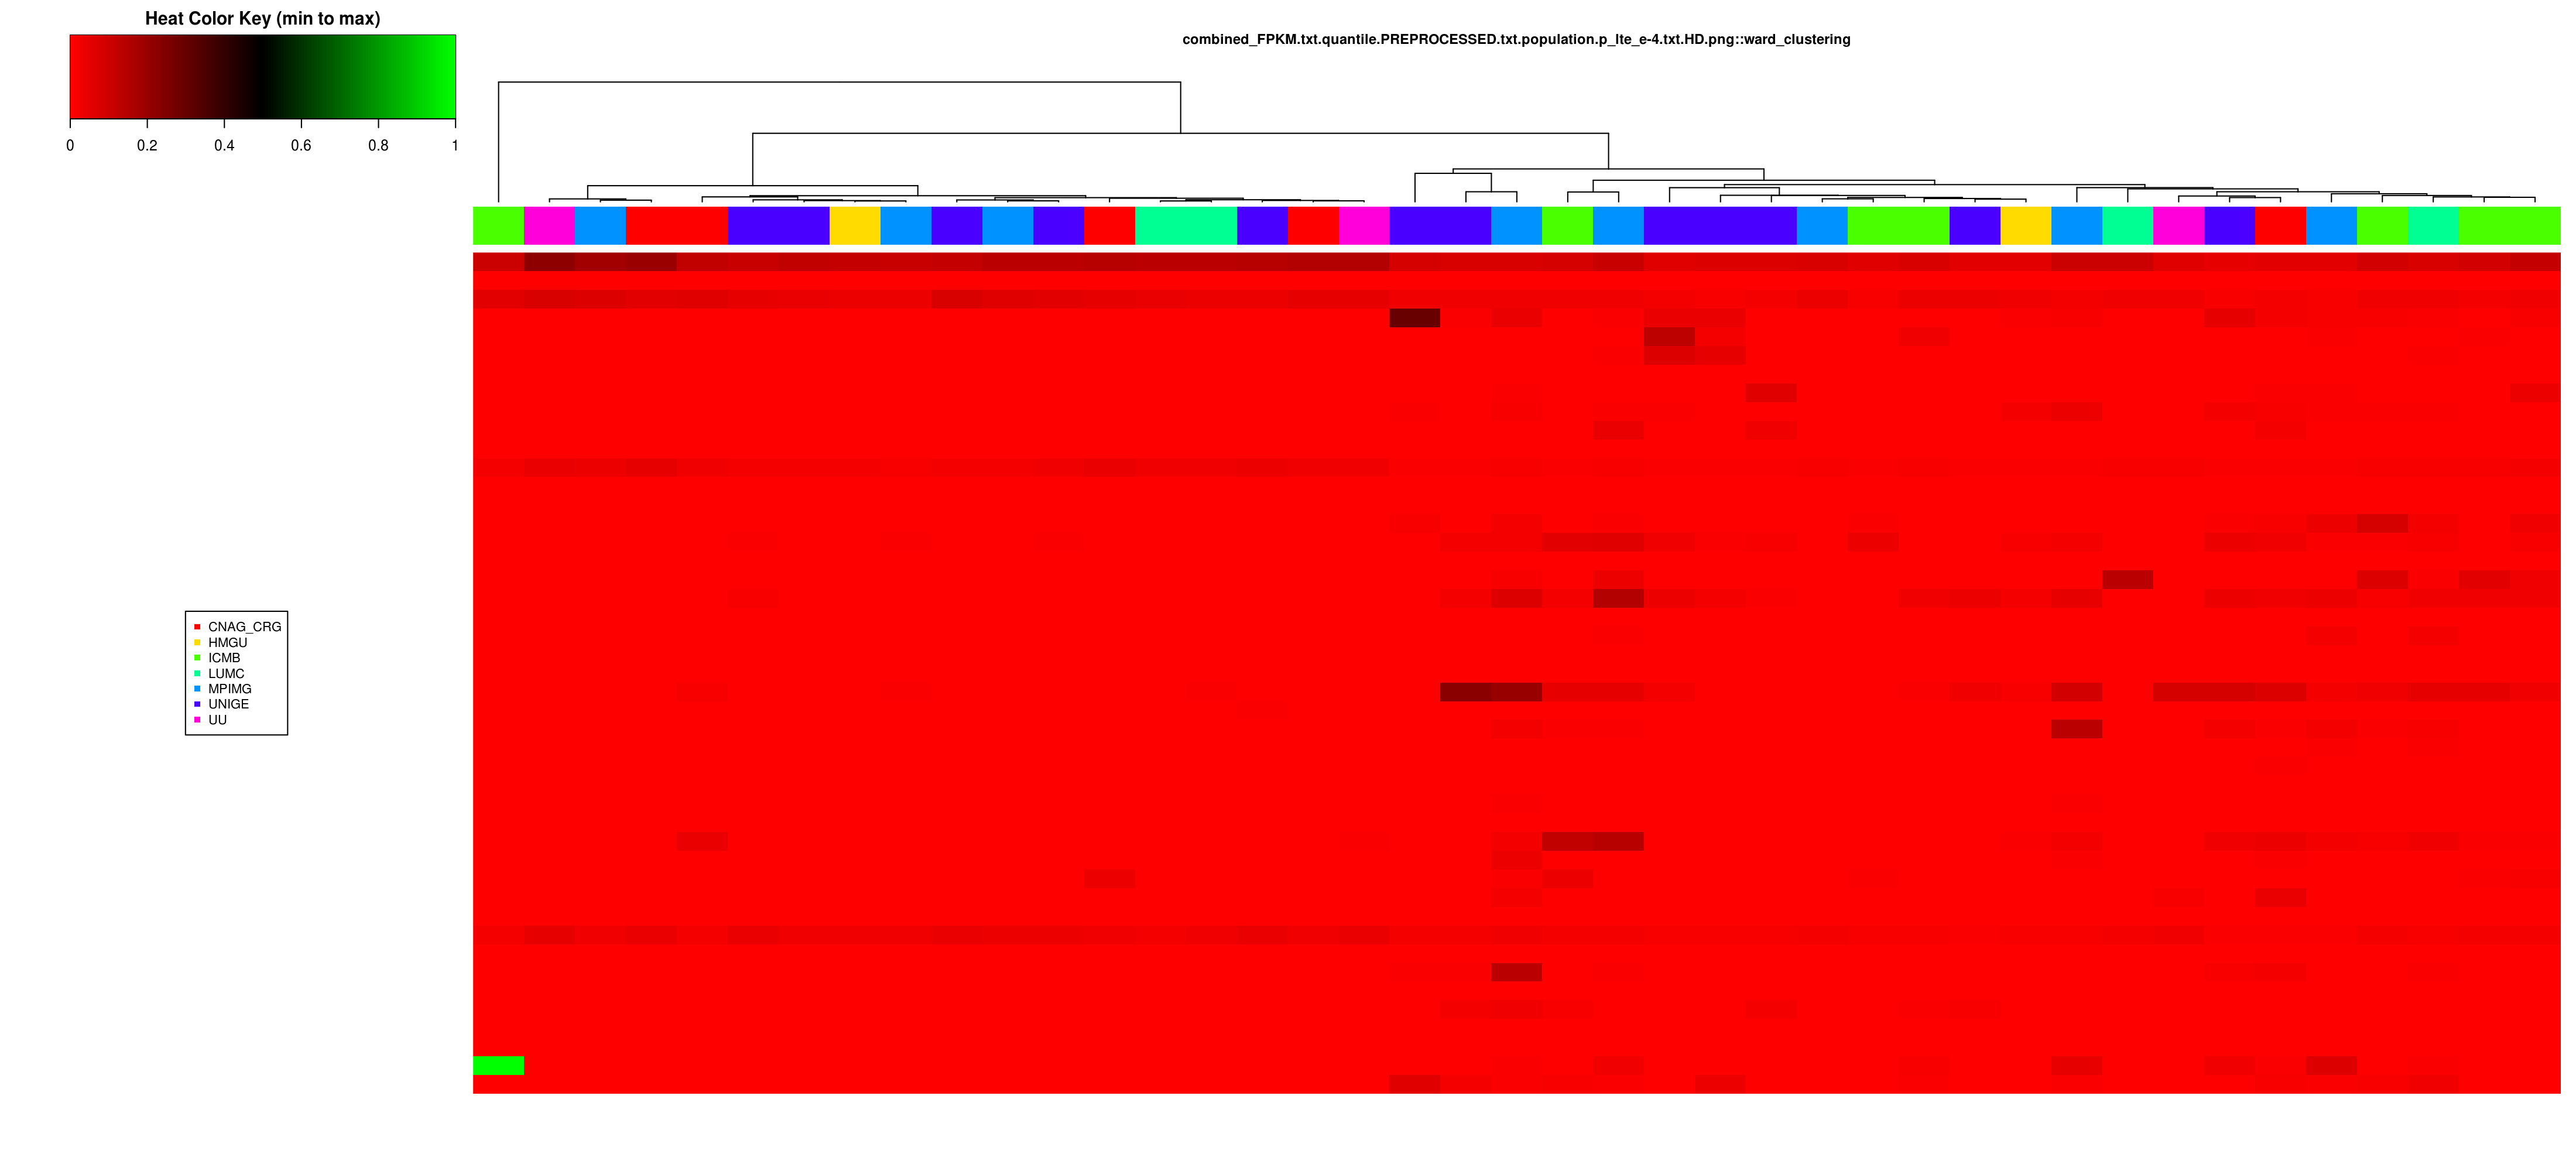 Heat Color Key (min to max)
0 0.2 0.4 0.6 0.8 1
combined_FPKM.txt.quantile.PREPROCESSED.txt.population.p_lte_e-4.txt.HD.png::ward_clustering
CNAG_CRG
HMGU
ICMB
LUMC
MPIMG
UNIGE
UU